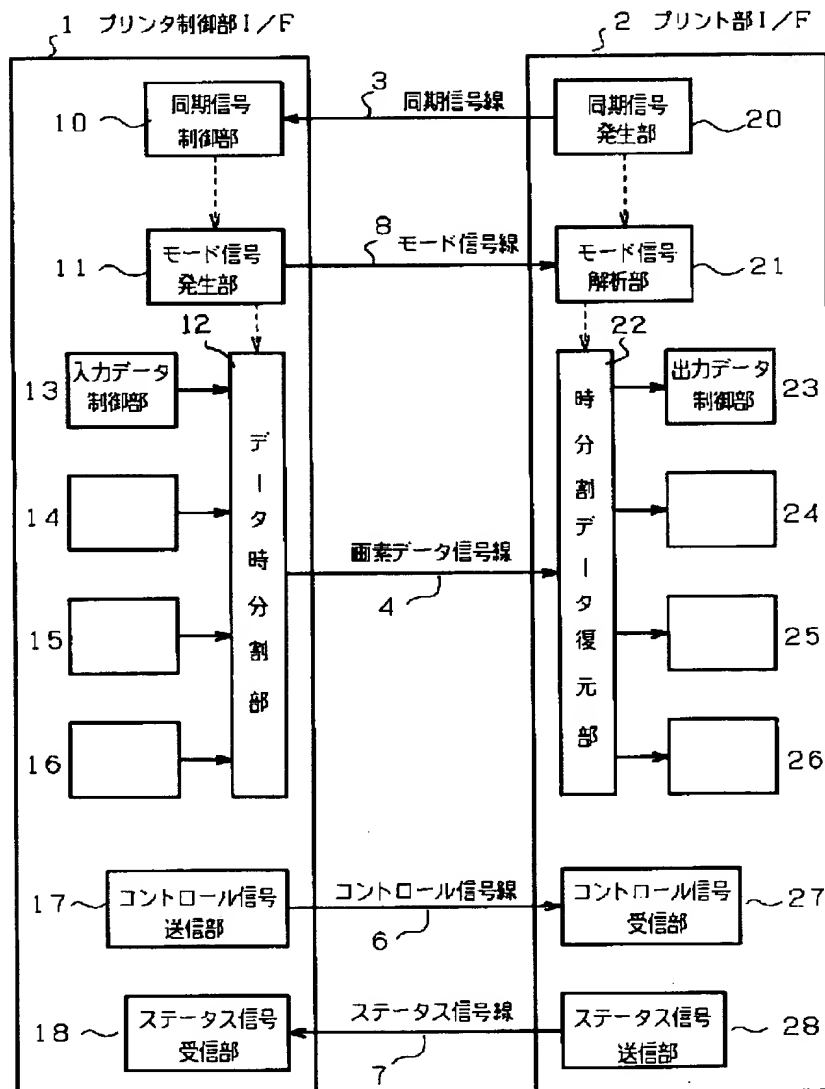 1 プリンタ制御部I/F
2 プリント部I/F
3
同期信号線
10
同期信号
制御部
同期信号
発生部
20
8
モード信号線
11
モード信号
発生部
モード信号
解析部
21
12
22
13
入力データ
制御部
出力データ
制御部
23
データ時分割部
時分割データ復元部
14
24
画素データ信号線
4
15
25
16
26
17
コントロール信号
送信部
コントロール信号線
6
コントロール信号
受信部
27
18
ステータス信号
受信部
ステータス信号線
7
ステータス信号
送信部
28